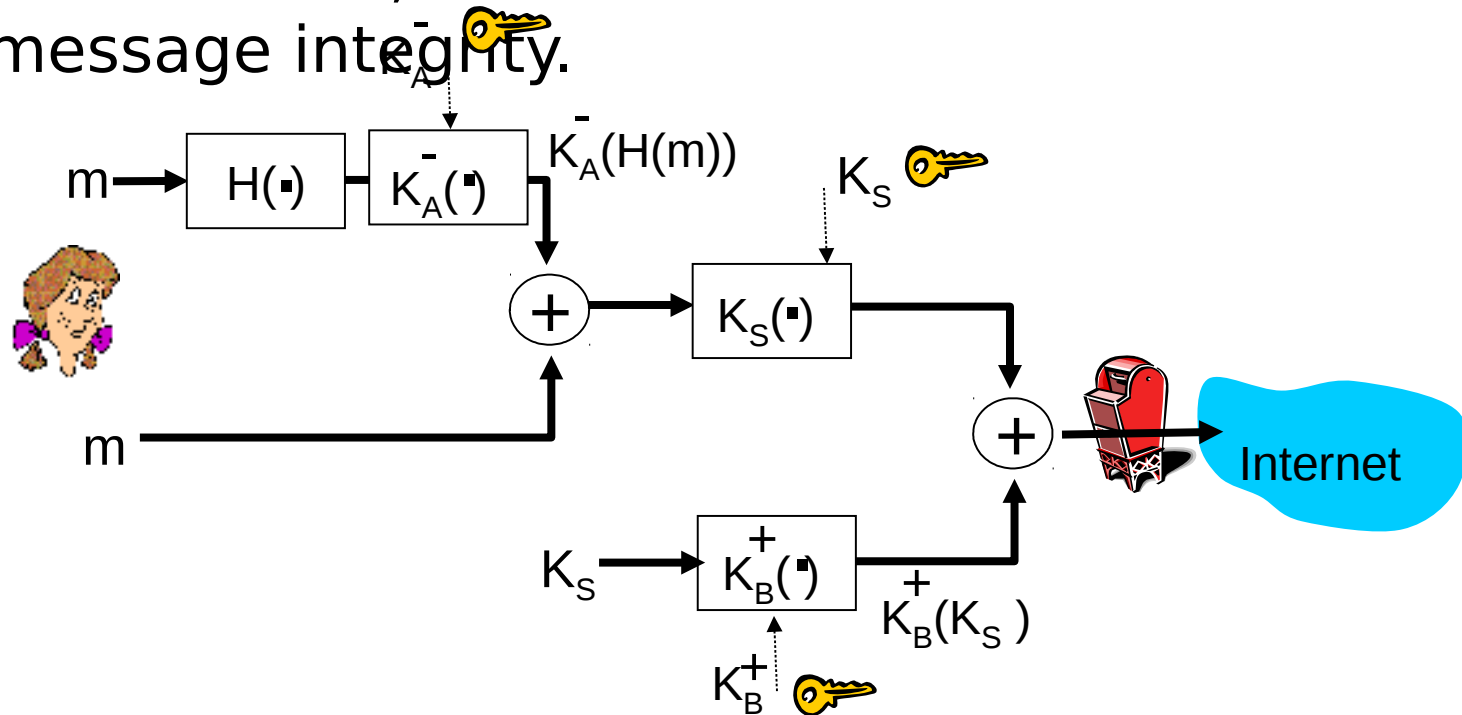 message integrity.
K_A^-
K_A^-(H(m))
m
H(▪)
K_A^-(▪)
K_S
+
K_S(▪)
m
+
Internet
K_S
K_B^+(▪)
K_B^+(K_S )
K_B^+